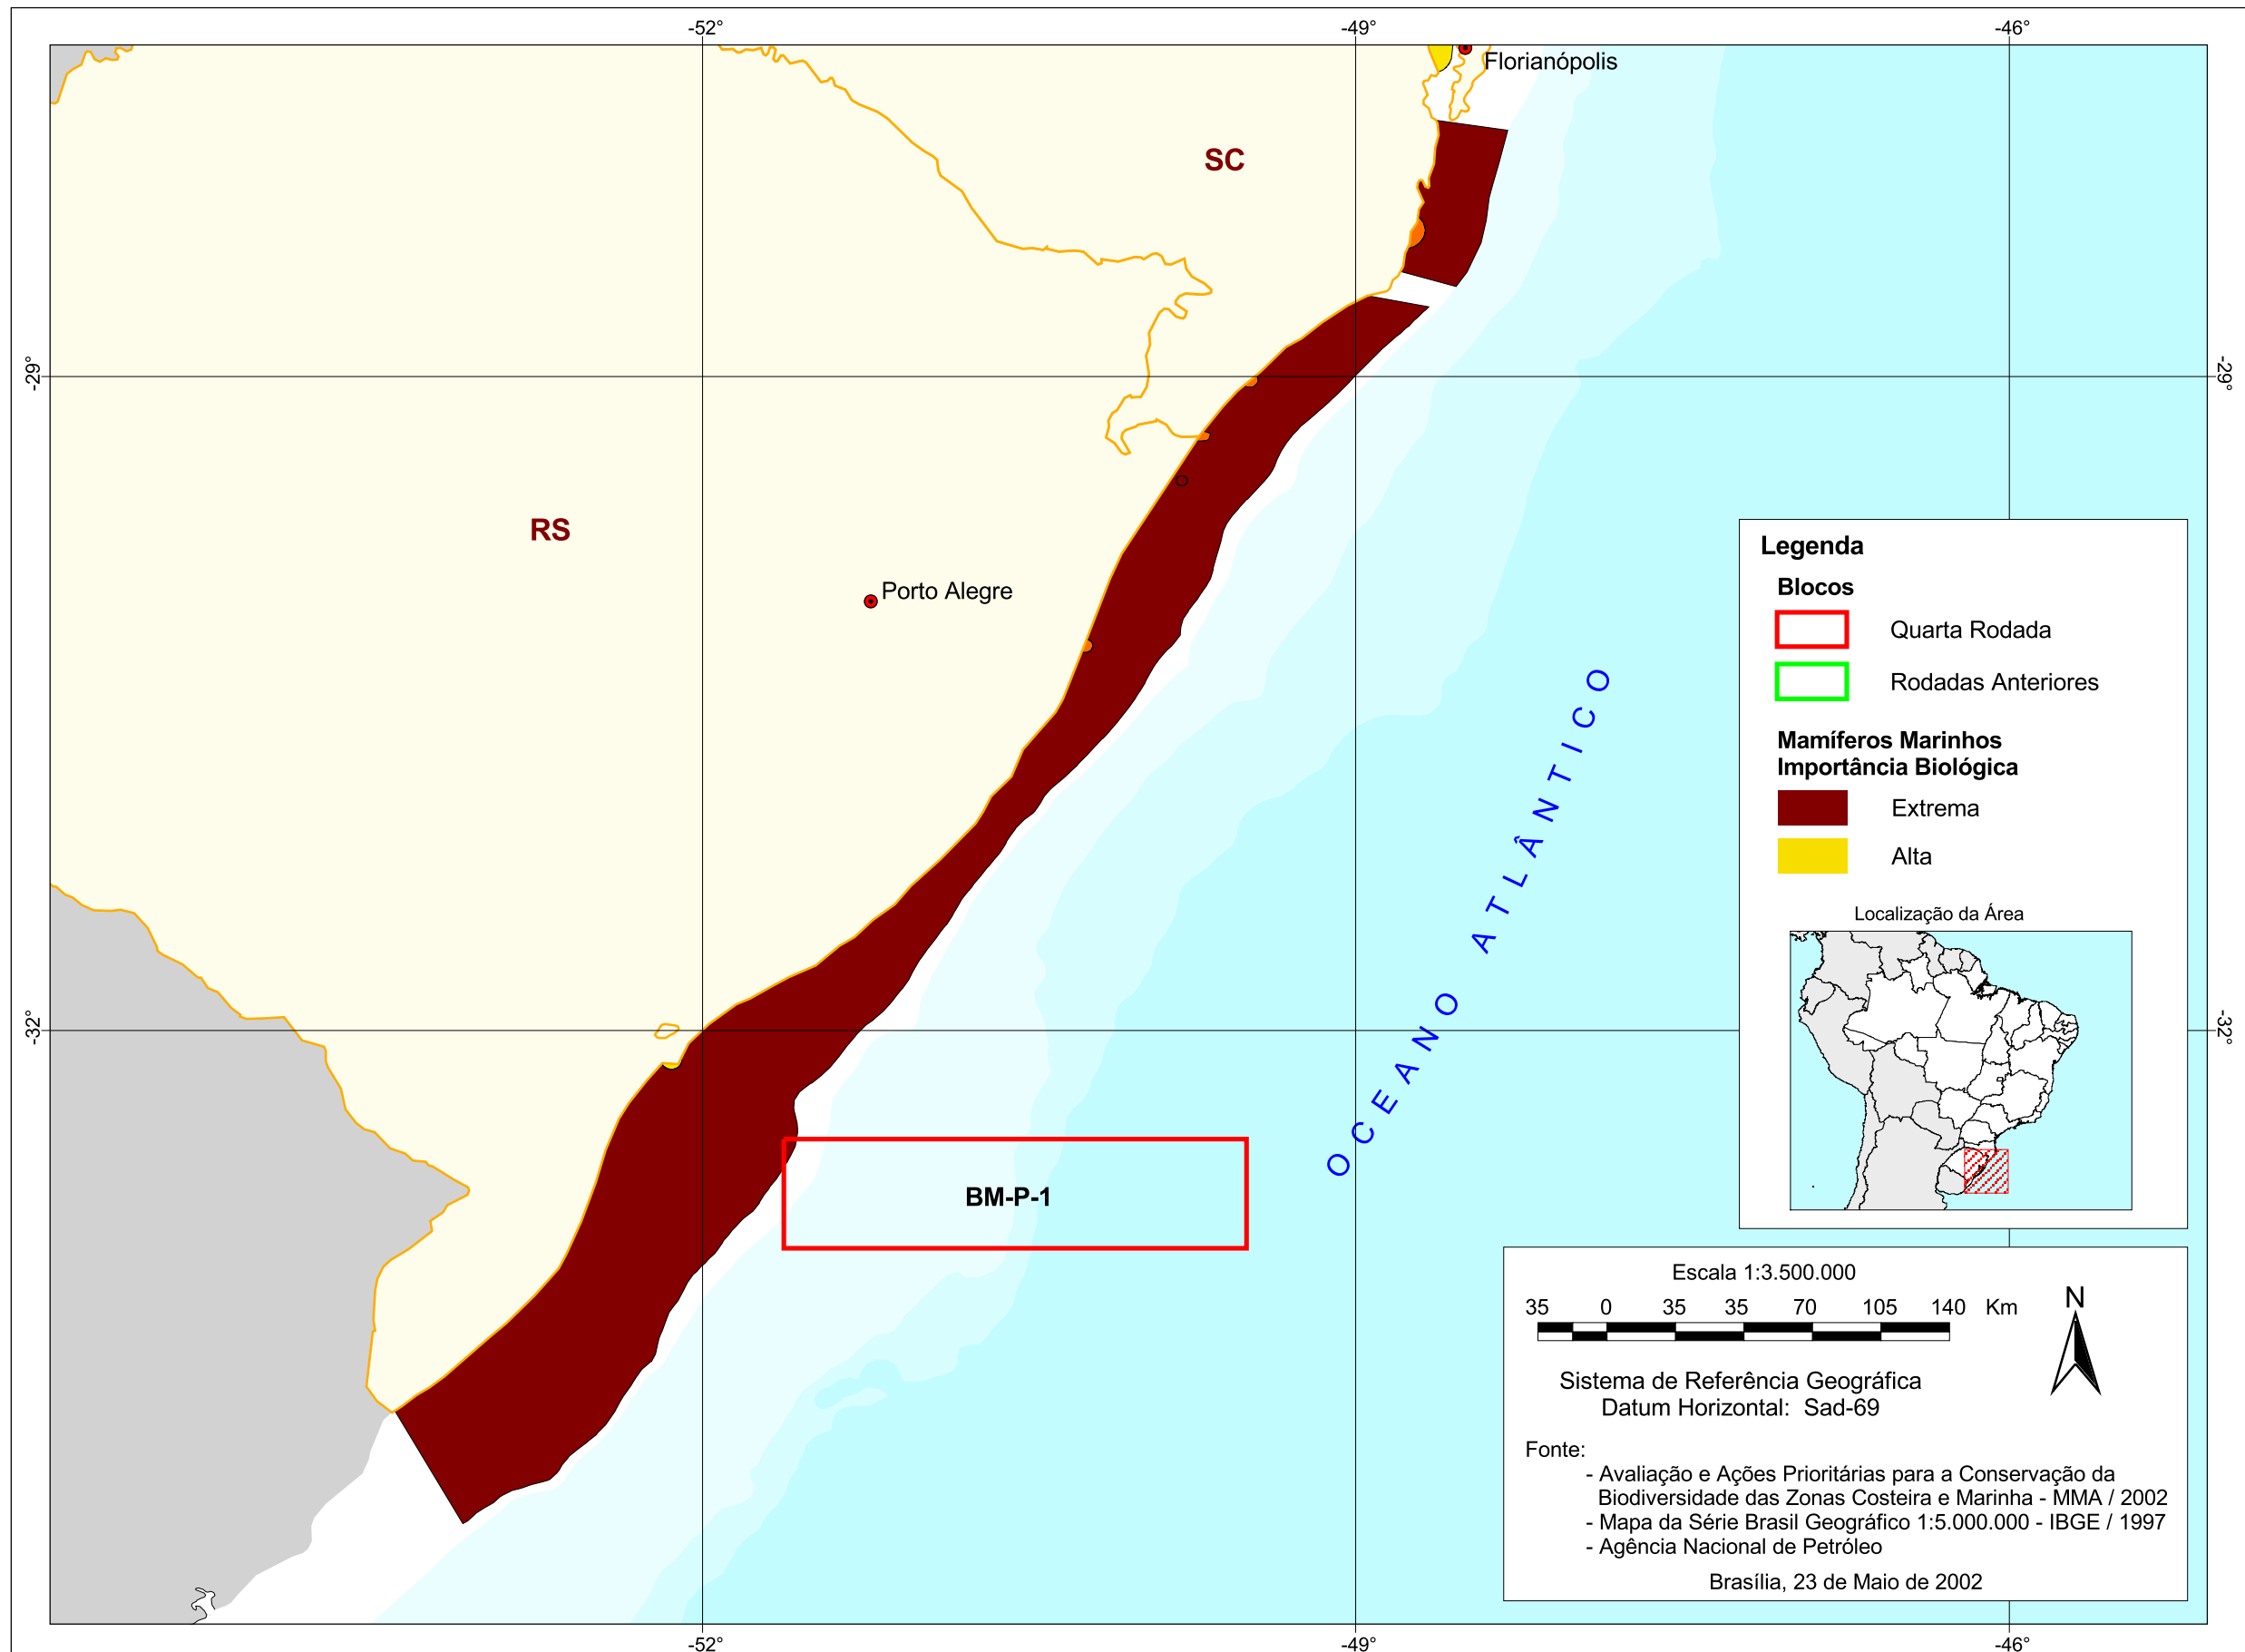 -52°
-49°
-46°
Florianópolis
SC
-29°
-29°
RS
Porto Alegre
OCEANO ATLÂNTICO
-32°
-32°
BM-P-1
Legenda
Blocos
Quarta Rodada
Rodadas Anteriores
Mamíferos Marinhos
Importância Biológica
Extrema
Alta
Localização da Área
Escala 1:3.500.000
35 0 35 35 70 105 140 Km
N
Sistema de Referência Geográfica
Datum Horizontal: Sad-69
Fonte:
- Avaliação e Ações Prioritárias para a Conservação da
Biodiversidade das Zonas Costeira e Marinha - MMA / 2002
- Mapa da Série Brasil Geográfico 1:5.000.000 - IBGE / 1997
- Agência Nacional de Petróleo
Brasília, 23 de Maio de 2002
-52°
-49°
-46°